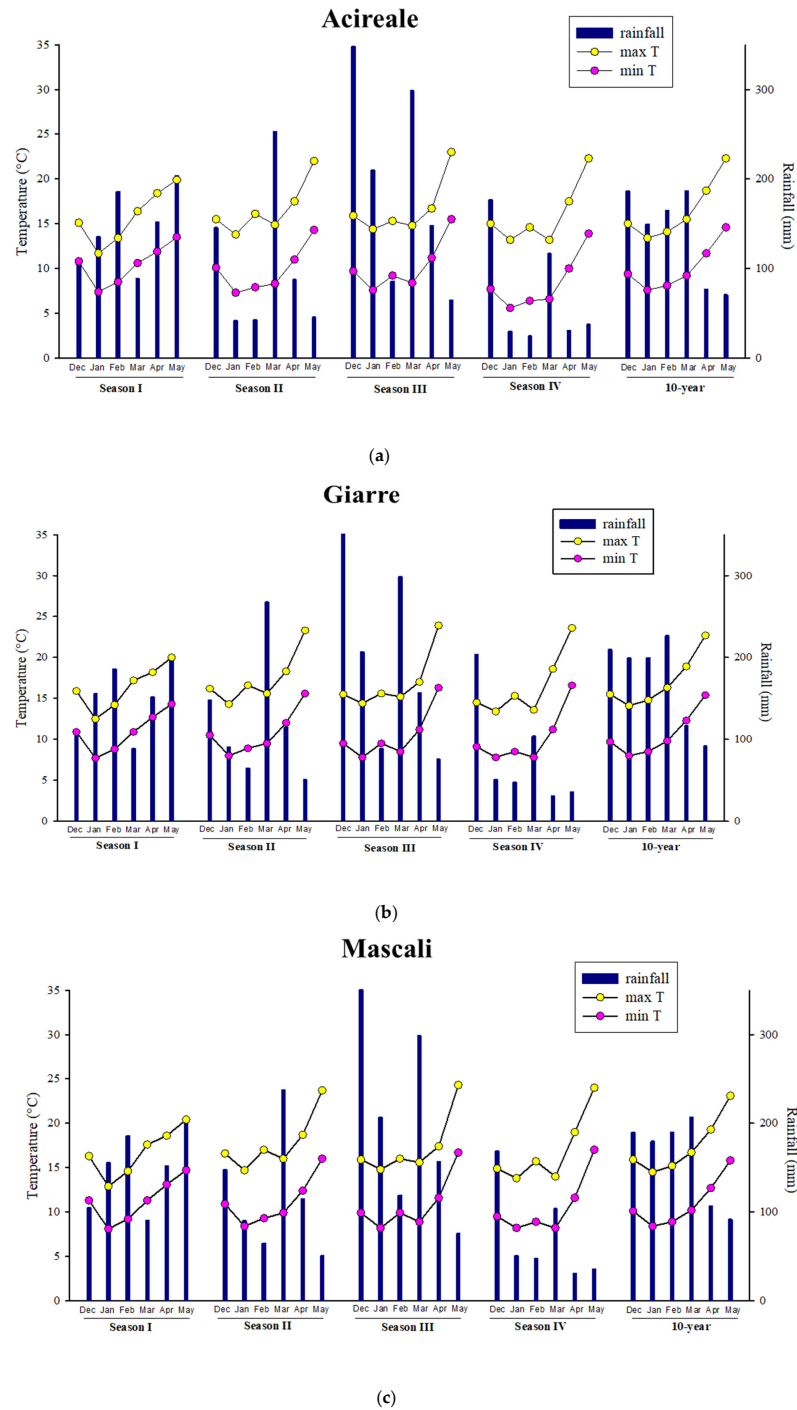 Acireale
rainfall
max T
min T
Temperature (°C)
35
30
25
20
15
10
5
0
Rainfall (mm)
300
200
100
0
Dec Jan Feb Mar Apr May
Season I
Dec Jan Feb Mar Apr May
Season II
Dec Jan Feb Mar Apr May
Season III
Dec Jan Feb Mar Apr May
Season IV
Dec Jan Feb Mar Apr May
10-year
(a)
Giarre
rainfall
max T
min T
Temperature (°C)
35
30
25
20
15
10
5
0
Rainfall (mm)
300
200
100
0
Dec Jan Feb Mar Apr May
Season I
Dec Jan Feb Mar Apr May
Season II
Dec Jan Feb Mar Apr May
Season III
Dec Jan Feb Mar Apr May
Season IV
Dec Jan Feb Mar Apr May
10-year
(b)
Mascali
rainfall
max T
min T
Temperature (°C)
35
30
25
20
15
10
5
0
Rainfall (mm)
300
200
100
0
Dec Jan Feb Mar Apr May
Season I
Dec Jan Feb Mar Apr May
Season II
Dec Jan Feb Mar Apr May
Season III
Dec Jan Feb Mar Apr May
Season IV
Dec Jan Feb Mar Apr May
10-year
(c)